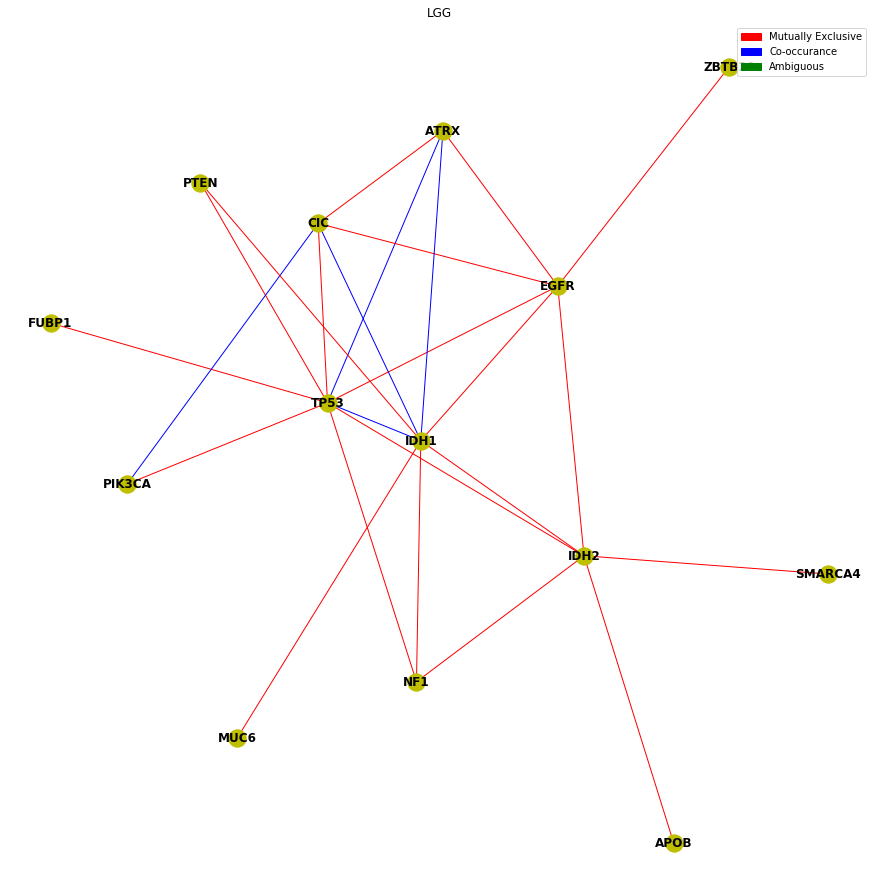 LGG
Mutually Exclusive
Co-occurance
Ambiguous
ZBTB
ATRX
PTEN
CIC
EGFR
FUBP1
TP53
IDH1
PIK3CA
IDH2
SMARCA4
NF1
MUC6
APOB